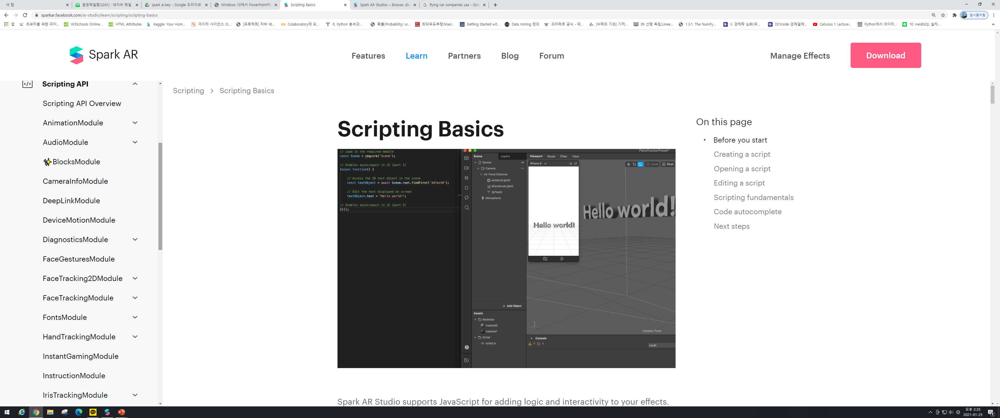 새 탭
받은메일함(3241) : 네이버 메일
spark ar.key - Google 드라이브
Windows 10에서 PowerPoint에서
Scripting Basics
Spark AR Studios – Browse, disc
flying car companies usa - Goo
sparkar.facebook.com/ar-studio/learn/scripting/scripting-basics
일시중지됨
앱
초보자를 위한 파이...
W3Schools Online...
HTML Attributes
Kaggle: Your Hom...
데이터 사이언스 스...
[프로젝트] 자바 네...
Colaboratory에 오...
R, Python 분석과...
확률(Probability) vs...
최대우도추정(Maxi...
Getting Started wit...
Data mining 정의
크라메르 공식 - 위...
[수학의 기초] 기저...
09 선형 독립(Linea...
1.3.1. The NumPy...
II. 경제학 심화(국...
DCinside 경제갤에...
Calculus 1 Lecture...
Python에서 데이터...
10. HeidiSQL 설치...
Spark AR
Features
Learn
Partners
Blog
Forum
Manage Effects
Download
Scripting API
Scripting API Overview
AnimationModule
AudioModule
✨BlocksModule
CameraInfoModule
DeepLinkModule
DeviceMotionModule
DiagnosticsModule
FaceGesturesModule
FaceTracking2DModule
FaceTrackingModule
FontsModule
HandTrackingModule
InstantGamingModule
InstructionModule
IrisTrackingModule
Scripting > Scripting Basics
Scripting Basics
// Load in the required module
const Scene = require('Scene');
// Enables async/await in JS [part 1]
(async function() {
// Access the 3D text object in the scene
const textObject = await Scene.root.findFirst('3dText0');
// Edit the text displayed on screen
textObject.text = "Hello world!";
// Enables async/await in JS [part 2]
})();
PlaneTrackerPreset*
Scene
Layers
Device
Camera
Focal Distance
ambientLight0
directionalLight0
3dText0
Microphone
+ Add Object
Assets
Materials
material0
material1
Script
script.js
Viewport
Mode
Filter
View
iPhone 8
Local
Pivot
Hello world!
Hello world!
Camera: Front
Console
0
0
Local
Spark AR Studio supports JavaScript for adding logic and interactivity to your effects.
On this page
Before you start
Creating a script
Opening a script
Editing a script
Scripting fundamentals
Code autocomplete
Next steps
TALK
오후 3:35
2021-01-25
1